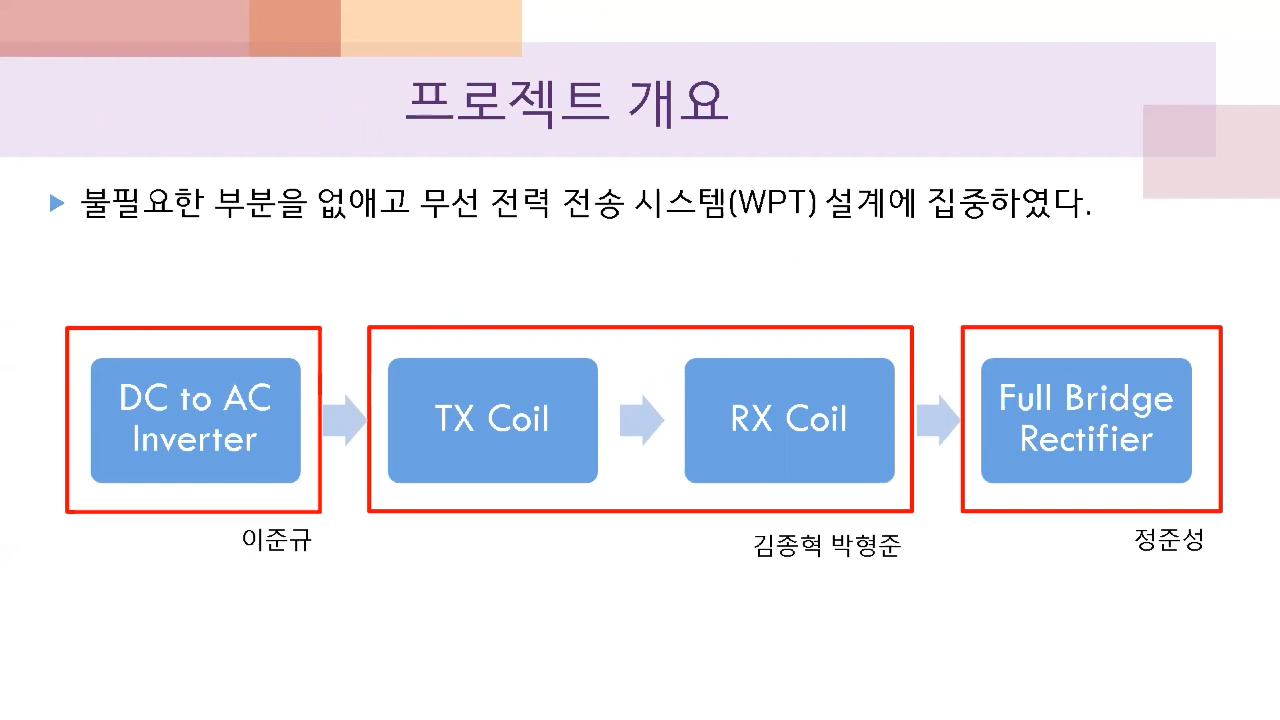 프로젝트 개요
불필요한 부분을 없애고 무선 전력 전송 시스템(WPT) 설계에 집중하였다.
DC to AC
Inverter
TX Coil
RX Coil
Full Bridge
Rectifier
이준규
김종혁 박형준
정준성